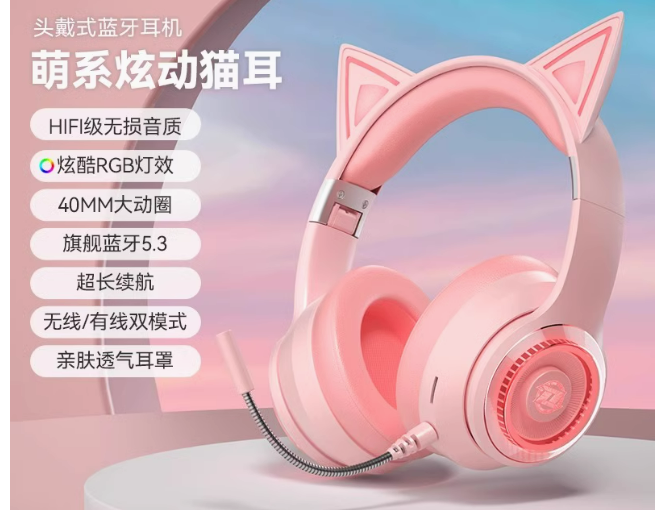 头戴式蓝牙耳机
萌系炫动猫耳
HIFI级无损音质
炫酷RGB灯效
40MM大动圈
旗舰蓝牙5.3
超长续航
无线/有线双模式
亲肤透气耳罩